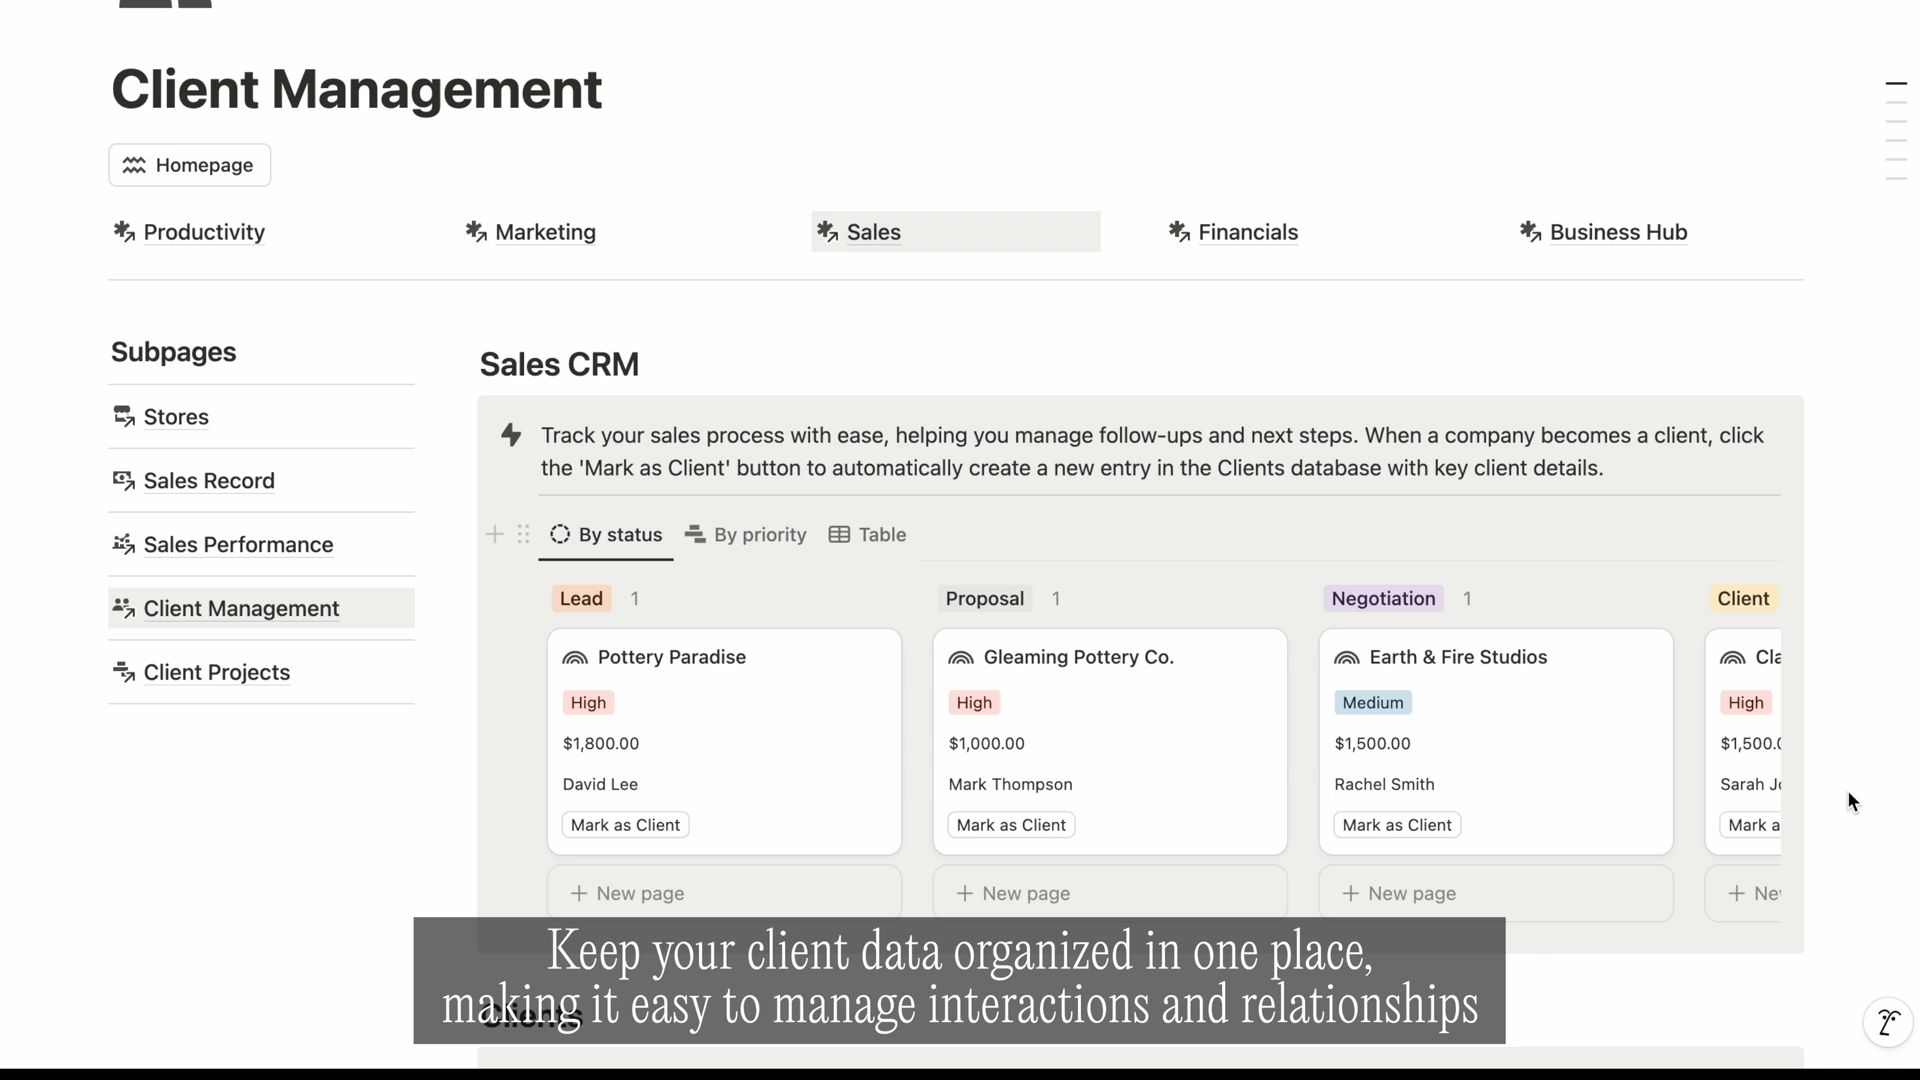 Client Management
Homepage
Productivity
Marketing
Sales
Financials
Business Hub
Subpages
Stores
Sales Record
Sales Performance
Client Management
Client Projects
Sales CRM
Track your sales process with ease, helping you manage follow-ups and next steps. When a company becomes a client, click
the 'Mark as Client' button to automatically create a new entry in the Clients database with key client details.
By status
By priority
Table
Lead 1
Pottery Paradise
High
$1,800.00
David Lee
Mark as Client
New page
Proposal 1
Gleaming Pottery Co.
High
$1,000.00
Mark Thompson
Mark as Client
New page
Negotiation 1
Earth & Fire Studios
Medium
$1,500.00
Rachel Smith
Mark as Client
New page
Client
High
Sarah
Mark
Keep your client data organized in one place,
making it easy to manage interactions and relationships
Clients